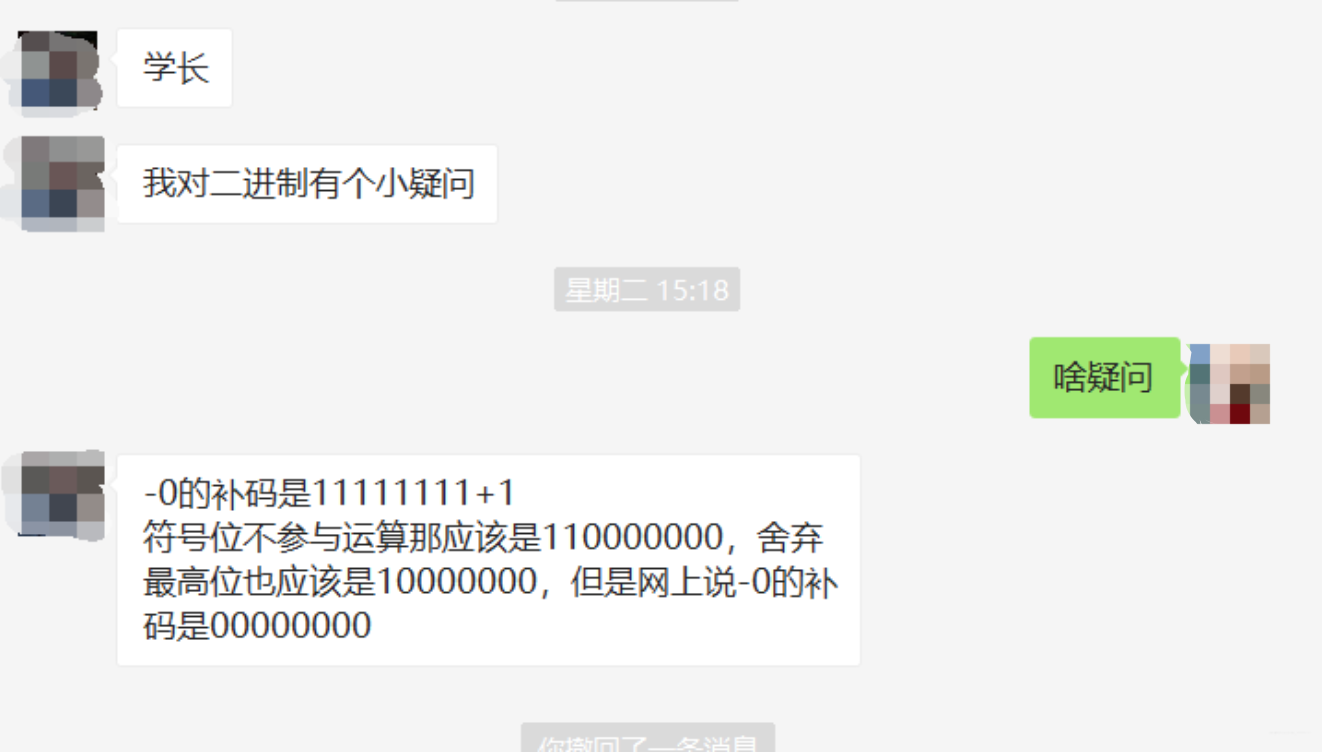 学长
我对二进制有个小疑问
星期二 15:18
啥疑问
-0的补码是11111111+1
符号位不参与运算那应该是110000000，舍弃
最高位也应该是10000000，但是网上说-0的补
码是00000000
你撤回了一条消息